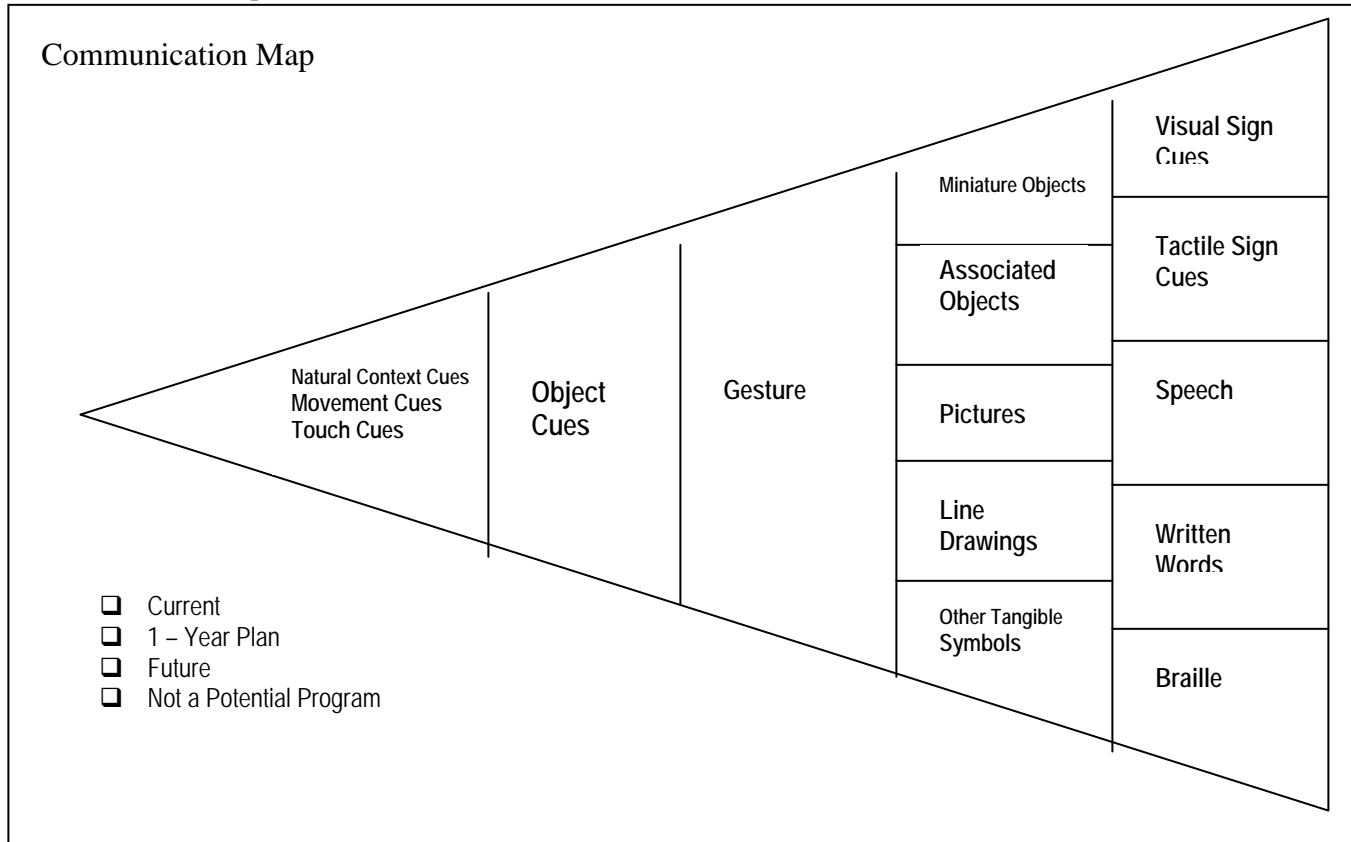 Communication Map
Natural Context Cues
Movement Cues
Touch Cues
Object
Cues
Gesture
Miniature Objects
Associated
Objects
Pictures
Line
Drawings
Other Tangible
Symbols
Visual Sign
Cues
Tactile Sign
Cues
Speech
Written
Words
Braille
❑ Current
❑ 1 – Year Plan
❑ Future
❑ Not a Potential Program